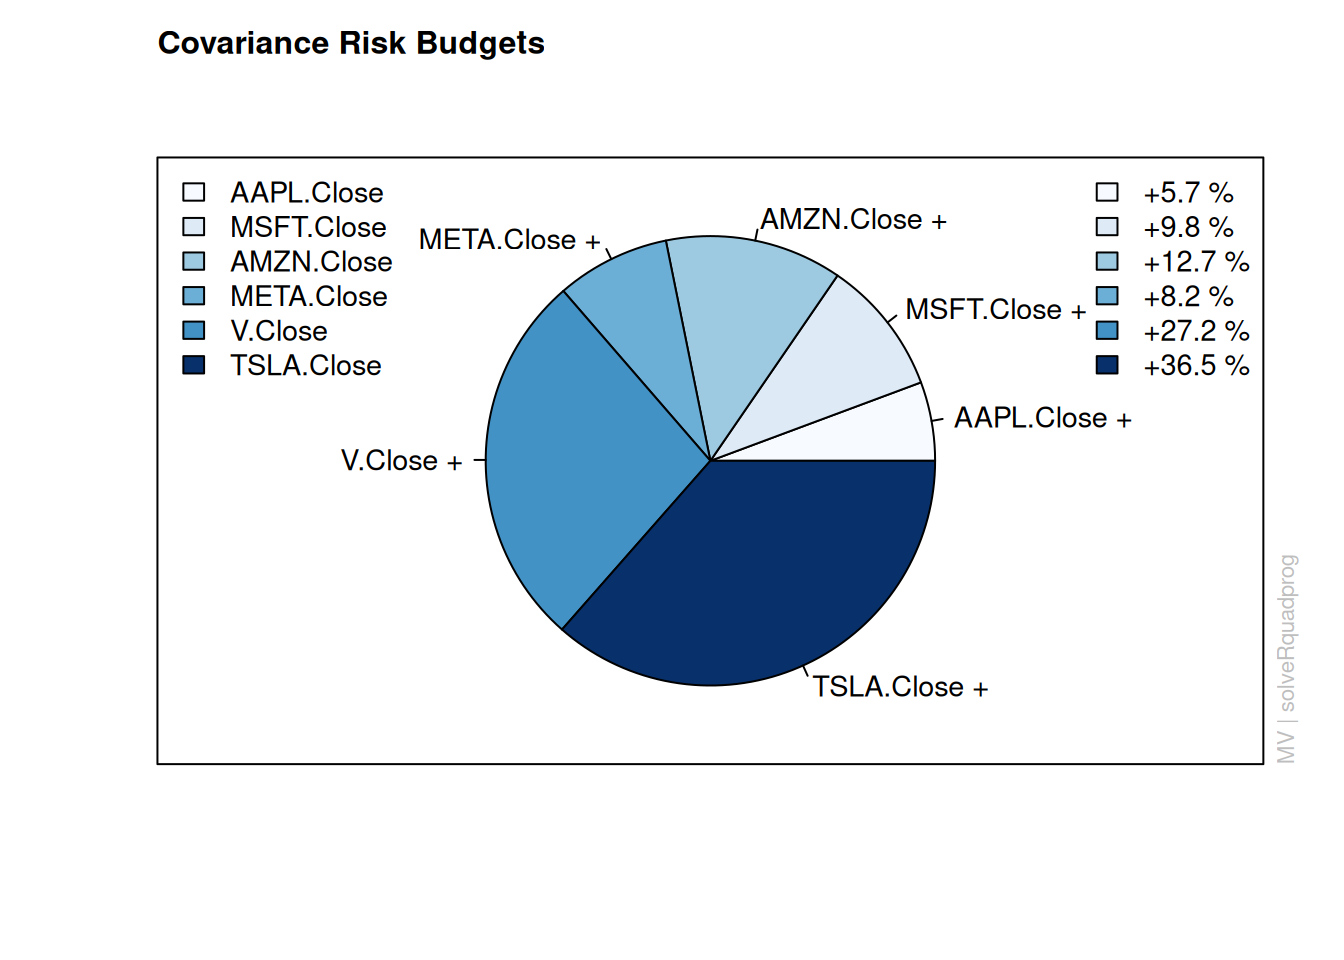 Covariance Risk Budgets
AAPL.Close
MSFT.Close
AMZN.Close
META.Close
V.Close
TSLA.Close
+5.7 %
+9.8 %
+12.7 %
+8.2 %
+27.2 %
+36.5 %
AMZN.Close +
META.Close +
MSFT.Close +
AAPL.Close +
V.Close +
TSLA.Close +
MV | solveRquadprog